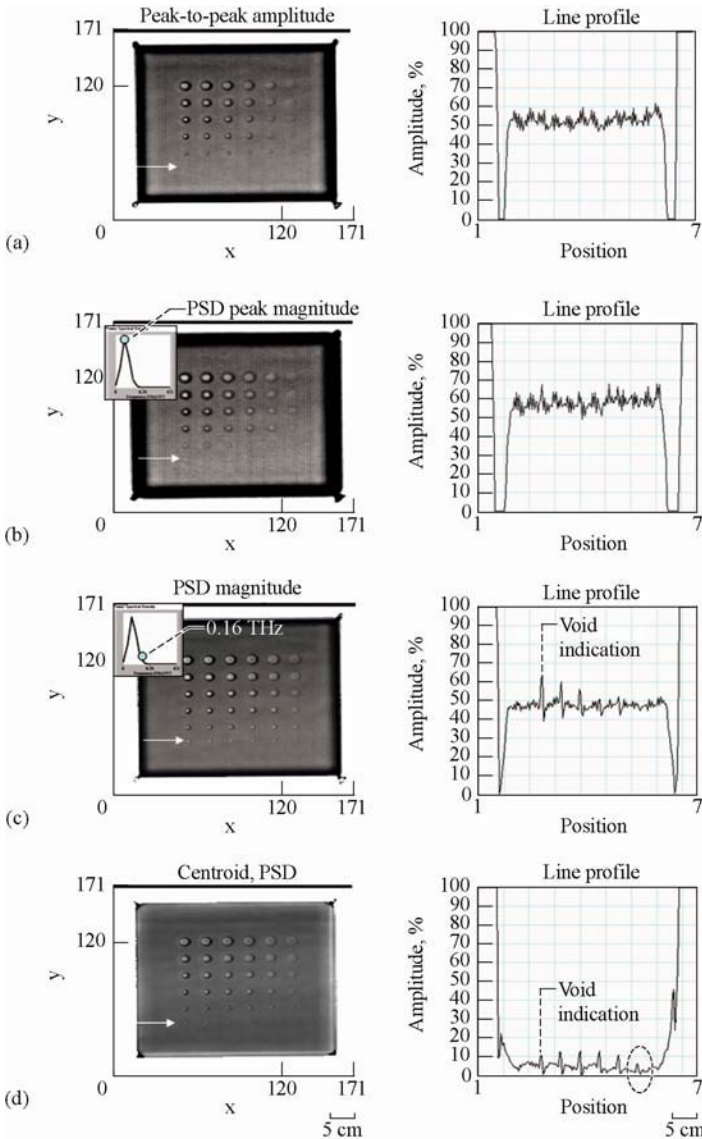 Peak-to-peak amplitude
171
120
y
0
120
171
x
(a)
Line profile
100
90
80
70
60
50
40
30
20
10
0
Amplitude, %
1
7
Position
PSD peak magnitude
171
120
y
0
120
171
x
(b)
Line profile
100
90
80
70
60
50
40
30
20
10
0
Amplitude, %
1
7
Position
PSD magnitude
0.16 THz
171
120
y
0
120
171
x
(c)
Line profile
Void
indication
100
90
80
70
60
50
40
30
20
10
0
Amplitude, %
1
7
Position
Centroid, PSD
171
120
y
0
120
171
x
5 cm
(d)
Line profile
Void
indication
100
90
80
70
60
50
40
30
20
10
0
Amplitude, %
1
7
Position
5 cm